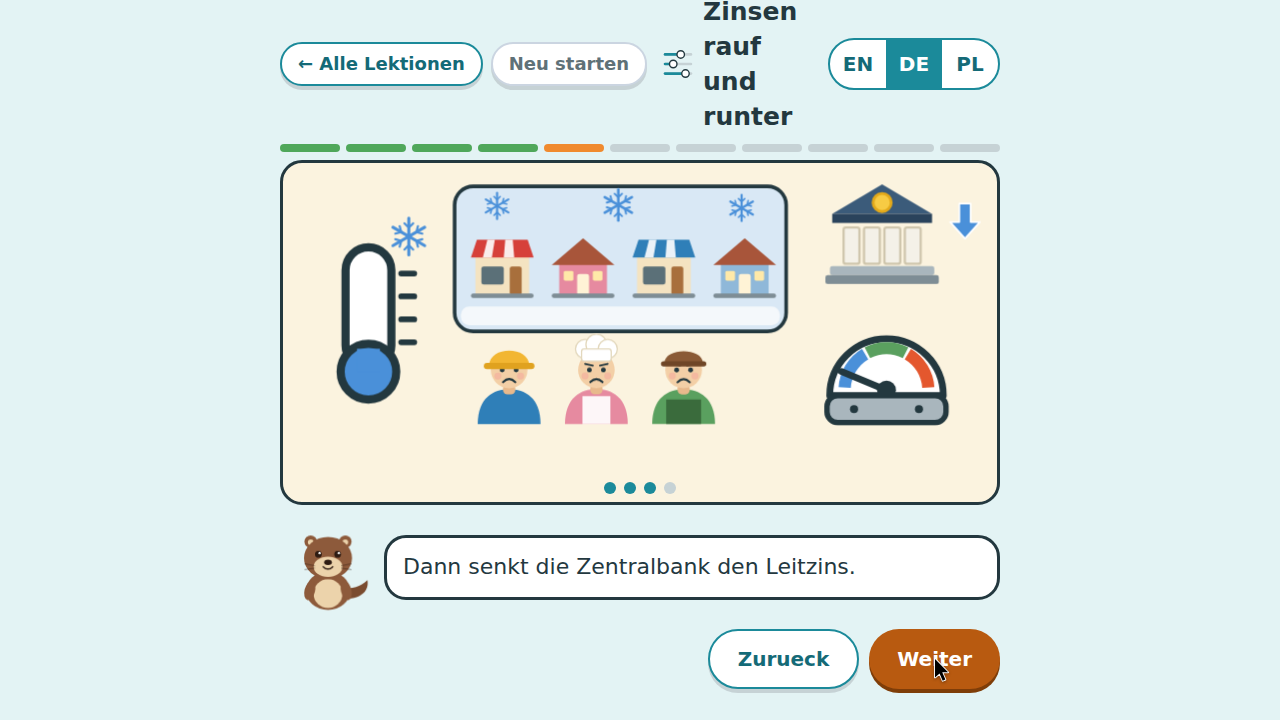 ← Alle Lektionen
Neu starten
Zinsen
rauf
und
runter
EN DE PL
Dann senkt die Zentralbank den Leitzins.
Zurueck
Weiter